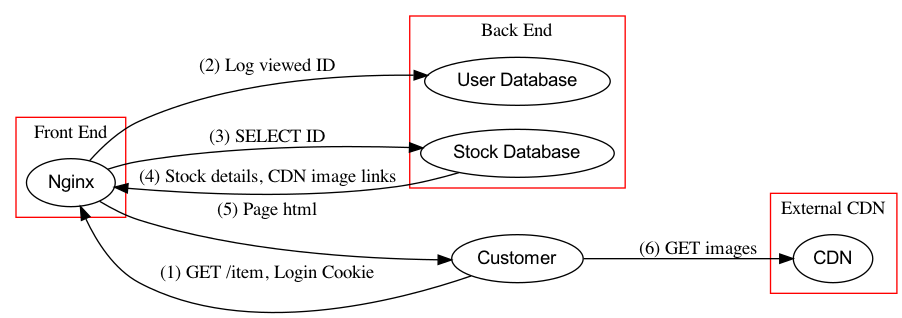 Back End
(2) Log viewed ID
User Database
Front End
(3) SELECT ID
Stock Database
Nginx
(4) Stock details, CDN image links
(5) Page html
External CDN
(6) GET images
Customer
CDN
(1) GET /item, Login Cookie